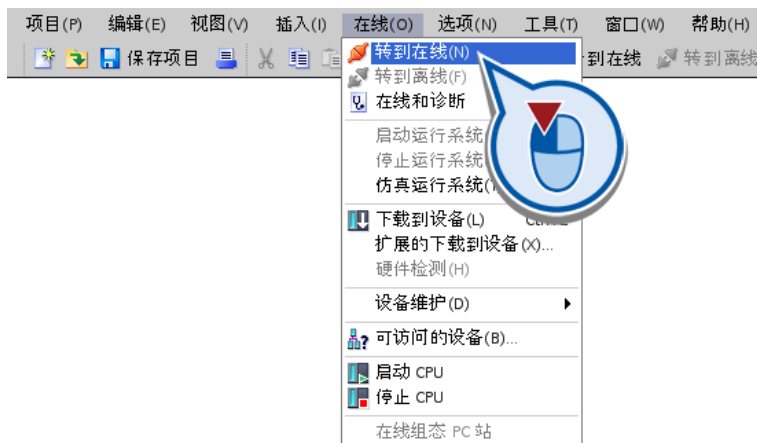 项目(P) 编辑(E) 视图(V) 插入(I) 在线(O) 选项(N) 工具(T) 窗口(W) 帮助(H)
保存项目 到在线 转到离线
转到在线(N)
转到离线(F)
在线和诊断
启动运行系统
停止运行系统
仿真运行系统(
下载到设备(L)
扩展的下载到设备(X)...
硬件检测(H)
设备维护(D)
可访问的设备(B)...
启动 CPU
停止 CPU
在线组态 PC 站